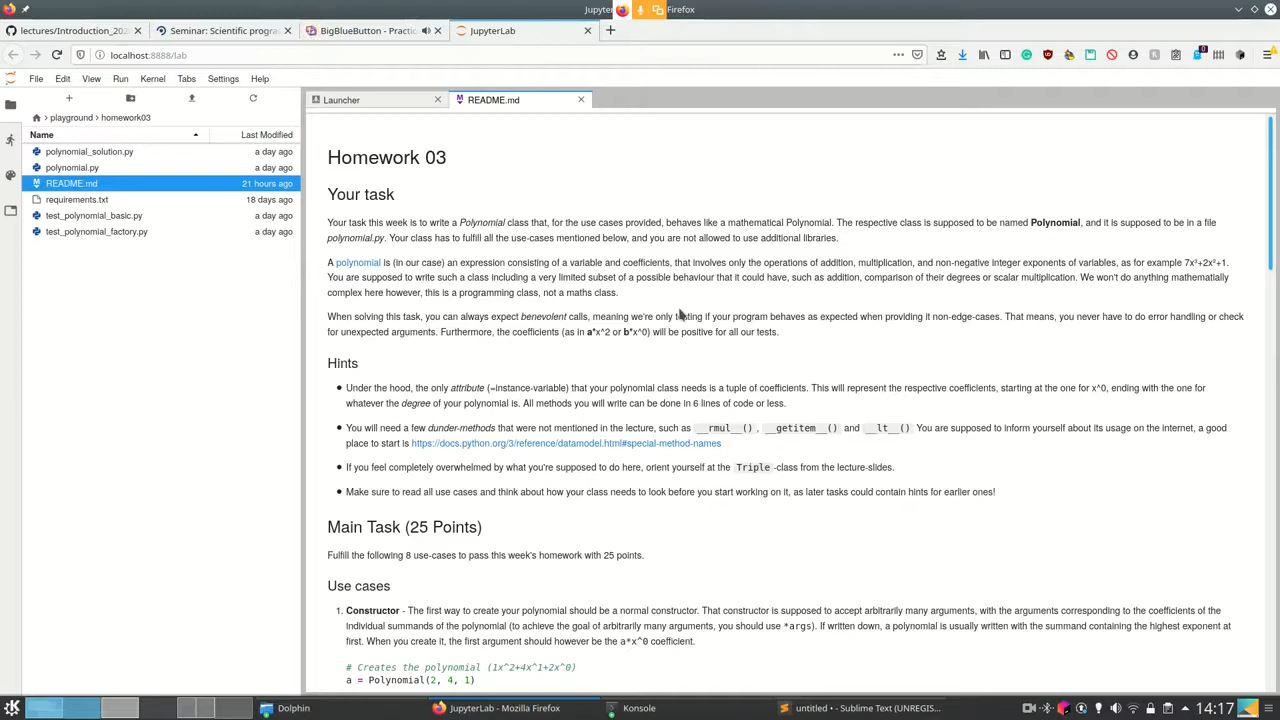 Jupyter
Firefox
lectures/Introduction_202
Seminar: Scientific progra
BigBlueButton - Practic
JupyterLab
localhost:8888/lab
File Edit View Run Kernel Tabs Settings Help
Launcher
README.md
playground > homework03
Name Last Modified
polynomial_solution.py a day ago
polynomial.py a day ago
README.md 21 hours ago
requirements.txt 18 days ago
test_polynomial_basic.py a day ago
test_polynomial_factory.py a day ago
Homework 03
Your task
Your task this week is to write a Polynomial class that, for the use cases provided, behaves like a mathematical Polynomial. The respective class is supposed to be named Polynomial, and it is supposed to be in a file
polynomial.py. Your class has to fulfill all the use-cases mentioned below, and you are not allowed to use additional libraries.
A polynomial is (in our case) an expression consisting of a variable and coefficients, that involves only the operations of addition, multiplication, and non-negative integer exponents of variables, as for example
You are supposed to write such a class including a very limited subset of a possible behaviour that it could have, such as addition, comparison of their degrees or scalar multiplication. We won't do anything mathematially
complex here however, this is a programming class, not a maths class.
When solving this task, you can always expect benevolent calls, meaning we're only testing if your program behaves as expected when providing it non-edge-cases. That means, you never have to do error handling or check
for unexpected arguments. Furthermore, the coefficients (as in a*x^2 or b*x^0) will be positive for all our tests.
Hints
Under the hood, the only attribute (=instance-variable) that your polynomial class needs is a tuple of coefficients. This will represent the respective coefficients, starting at the one for x^0, ending with the one for
whatever the degree of your polynomial is. All methods you will write can be done in 6 lines of code or less.
You will need a few dunder-methods that were not mentioned in the lecture, such as __rmul__() , __getitem__() and __lt__() You are supposed to inform yourself about its usage on the internet, a good
place to start is https://docs.python.org/3/reference/datamodel.html#special-method-names
If you feel completely overwhelmed by what you're supposed to do here, orient yourself at the Triple -class from the lecture-slides.
Make sure to read all use cases and think about how your class needs to look before you start working on it, as later tasks could contain hints for earlier ones!
Main Task (25 Points)
Fulfill the following 8 use-cases to pass this week's homework with 25 points.
Use cases
1. Constructor - The first way to create your polynomial should be a normal constructor. That constructor is supposed to accept arbitrarily many arguments, with the arguments corresponding to the coefficients of the
individual summands of the polynomial (to achieve the goal of arbitrarily many arguments, you should use *args). If written down, a polynomial is usually written with the summand containing the highest exponent at
first. When you create it, the first argument should however be the a*x^0 coefficient.
# Creates the polynomial (1x^2+4x^1+2x^0)
a = Polynomial(2, 4, 1)
Dolphin
JupyterLab - Mozilla Firefox
Konsole
untitled • - Sublime Text (UNREGIS...
14:17